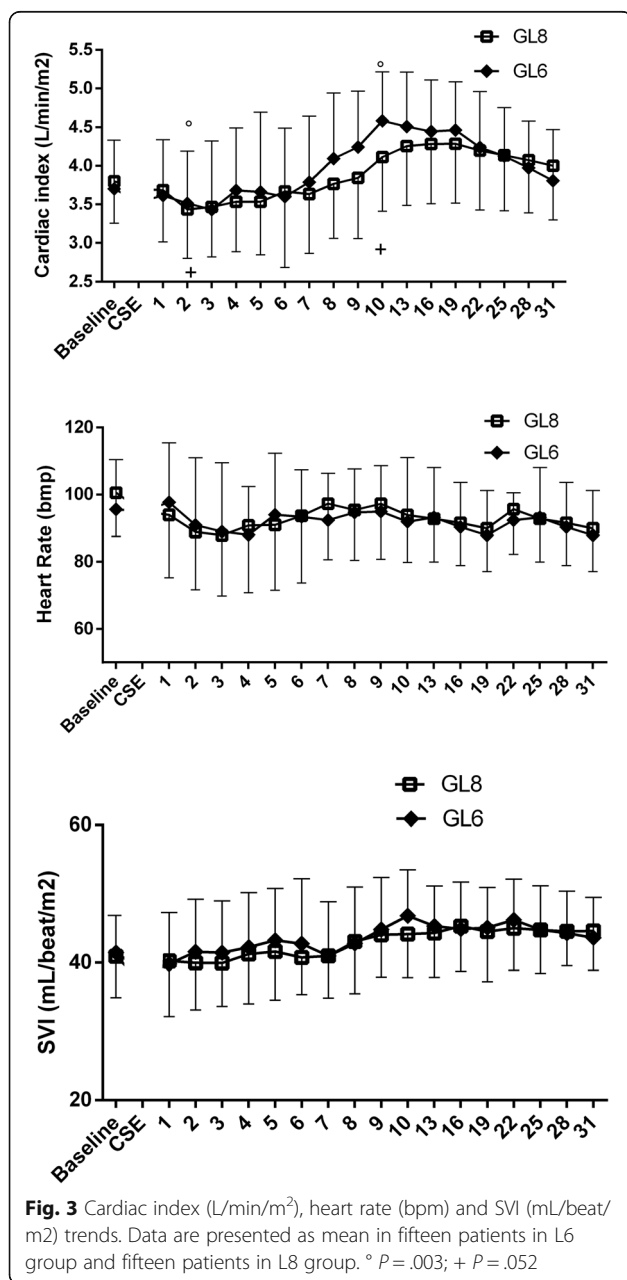 GL8
GL6
Cardiac index (L/min/m2)
5.5
5.0
4.5
4.0
3.5
3.0
2.5
° °
+ +
Baseline CSE 1 2 3 4 5 6 7 8 9 10 13 16 19 22 25 28 31
GL8
GL6
Heart Rate (bmp)
120
100
80
60
Baseline CSE 1 2 3 4 5 6 7 8 9 10 13 16 19 22 25 28 31
GL8
GL6
SVI (mL/beat/m2)
60
40
20
Baseline CSE 1 2 3 4 5 6 7 8 9 10 13 16 19 22 25 28 31
Fig. 3 Cardiac index (L/min/m²), heart rate (bpm) and SVI (mL/beat/
m2) trends. Data are presented as mean in fifteen patients in L6
group and fifteen patients in L8 group. ° P = .003; + P = .052